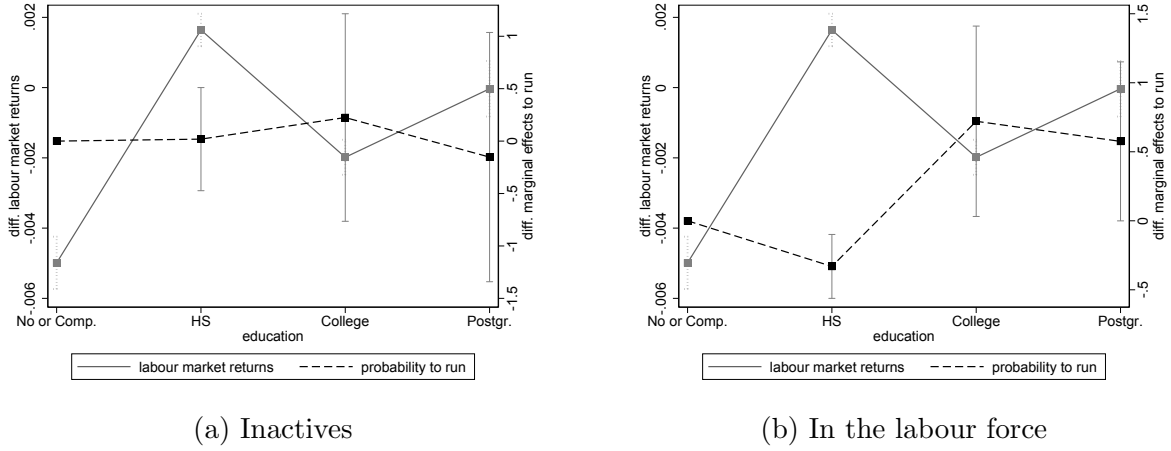 .002
0
-.002
-.004
-.006
diff. labour market returns
1
.5
0
-.5
-1
-1.5
diff. marginal effects to run
No or Comp. HS College Postgr.
education
labour market returns probability to run
(a) Inactives
.002
0
-.002
-.004
-.006
diff. labour market returns
1.5
1
.5
0
-.5
diff. marginal effects to run
No or Comp. HS College Postgr.
education
labour market returns probability to run
(b) In the labour force